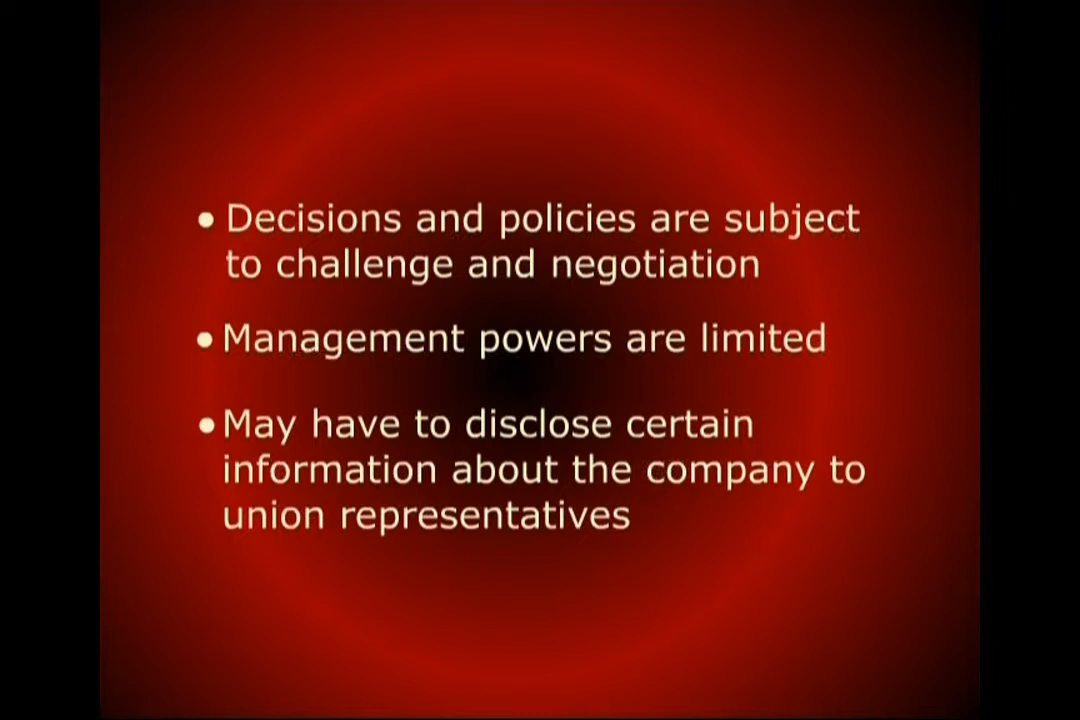 • Decisions and policies are subject
to challenge and negotiation
• Management powers are limited
• May have to disclose certain
information about the company to
union representatives